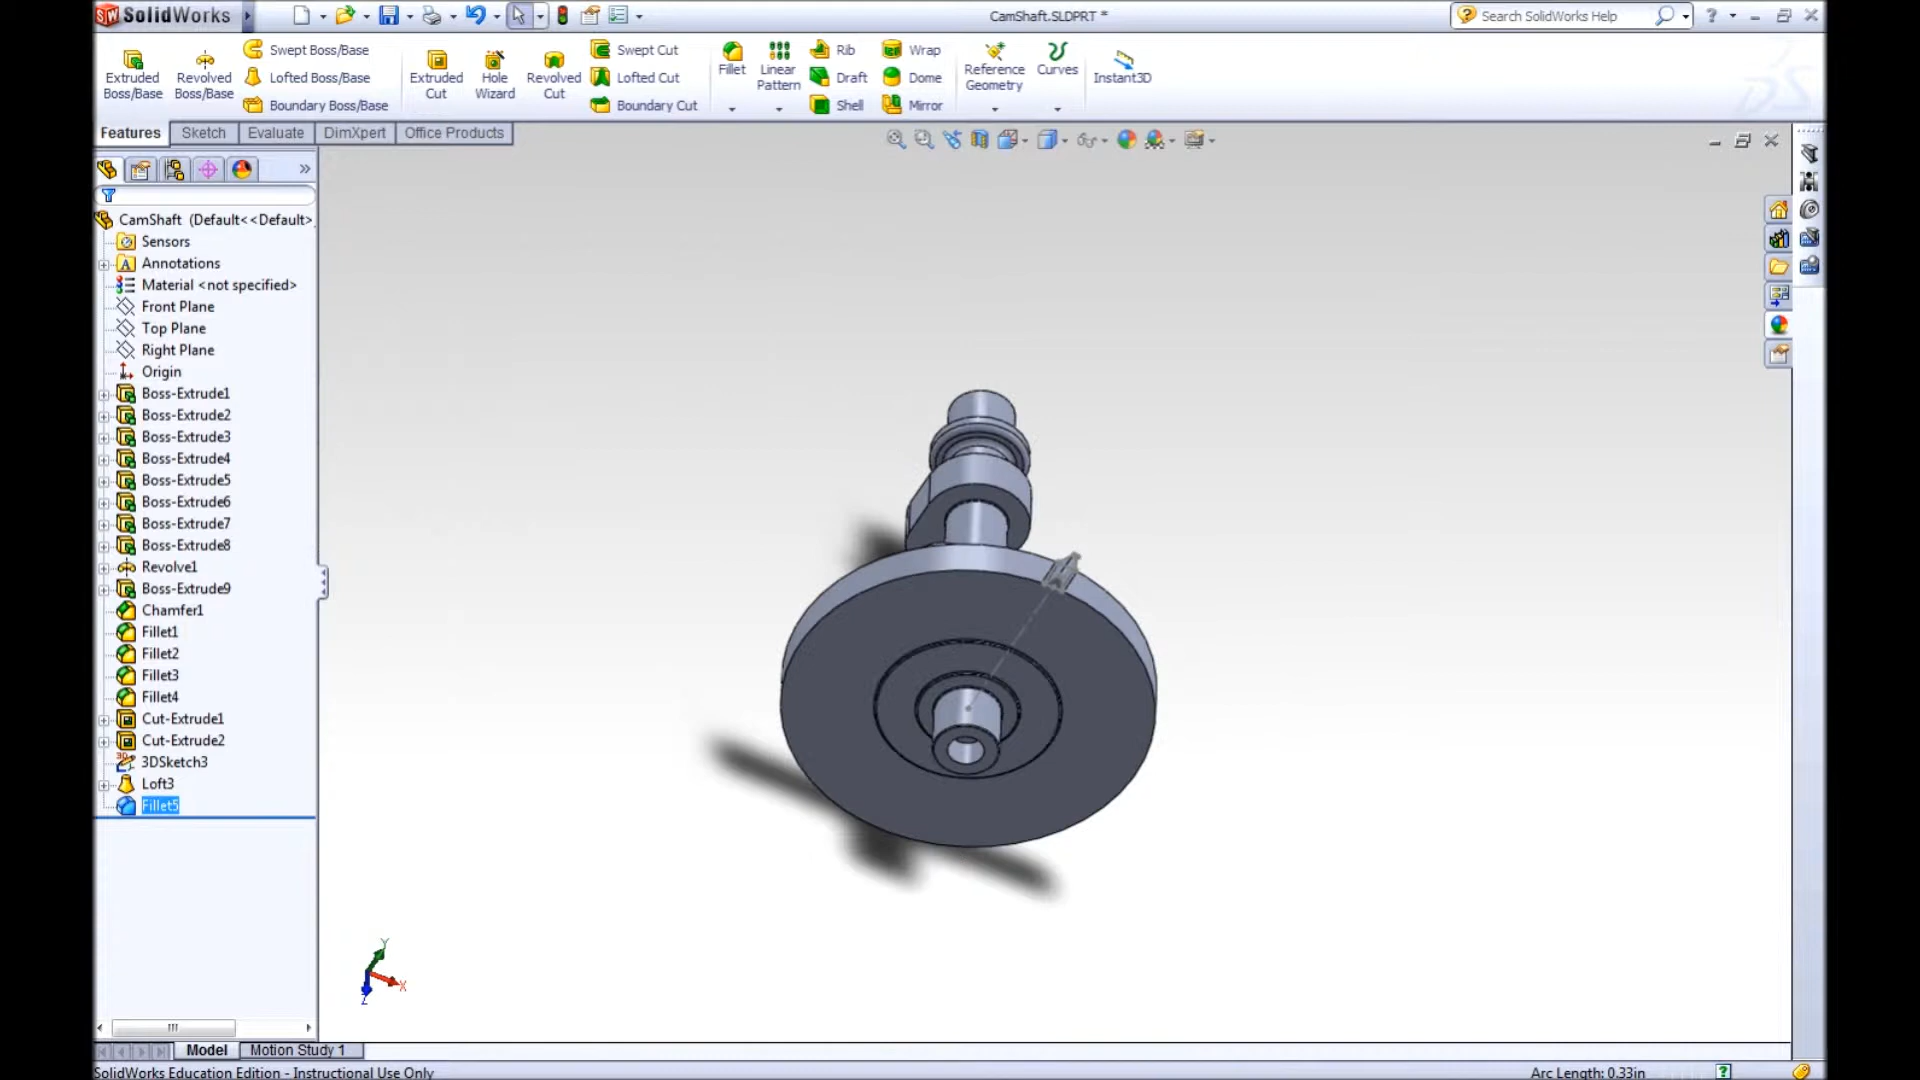 SolidWorks
CamShaft.SLDPRT *
Search SolidWorks Help
Extruded Boss/Base
Revolved Boss/Base
Swept Boss/Base
Lofted Boss/Base
Boundary Boss/Base
Extruded Cut
Hole Wizard
Revolved Cut
Swept Cut
Lofted Cut
Boundary Cut
Fillet
Linear Pattern
Rib
Draft
Shell
Wrap
Dome
Mirror
Reference Geometry
Curves
Instant3D
Features
Sketch
Evaluate
DimXpert
Office Products
CamShaft (Default<<Default>
Sensors
Annotations
Material <not specified>
Front Plane
Top Plane
Right Plane
Origin
Boss-Extrude1
Boss-Extrude2
Boss-Extrude3
Boss-Extrude4
Boss-Extrude5
Boss-Extrude6
Boss-Extrude7
Boss-Extrude8
Revolve1
Boss-Extrude9
Chamfer1
Fillet1
Fillet2
Fillet3
Fillet4
Cut-Extrude1
Cut-Extrude2
3DSketch3
Loft3
Fillet5
Y
X
Z
Model
Motion Study 1
SolidWorks Education Edition - Instructional Use Only
Arc Length: 0.33in